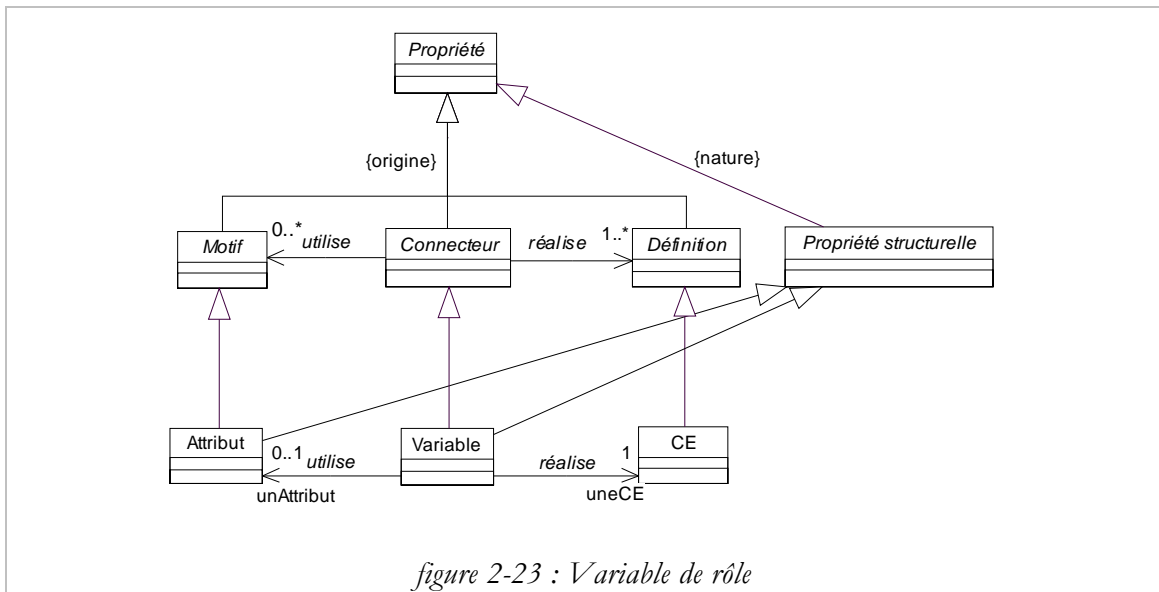 Propriété
{origine}
{nature}
Motif
0..*
utilise
Connecteur
réalise
1..*
Définition
Propriété structurelle
Attribut
0..1
utilise
unAttribut
Variable
réalise
1
uneCE
CE
figure 2-23 : Variable de rôle